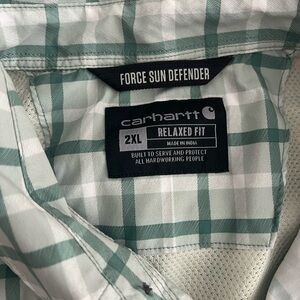 FORCE SUN DEFENDER
carhartt
2XL RELAXED FIT
MADE IN INDIA
BUILT TO SERVE AND PROTECT
ALL HARDWORKING PEOPLE